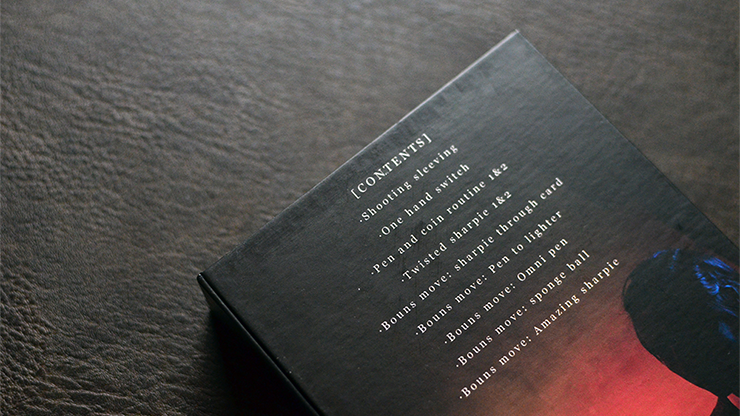 [CONTENTS]
·Shooting sleeving
·One hand switch
·Pen and coin routine 1&2
·Twisted sharpie 1&2
·Bouns move: sharpie through card
·Bouns move: Pen to lighter
·Bouns move: Omni pen
·Bouns move: sponge ball
·Bouns move: Amazing sharpie